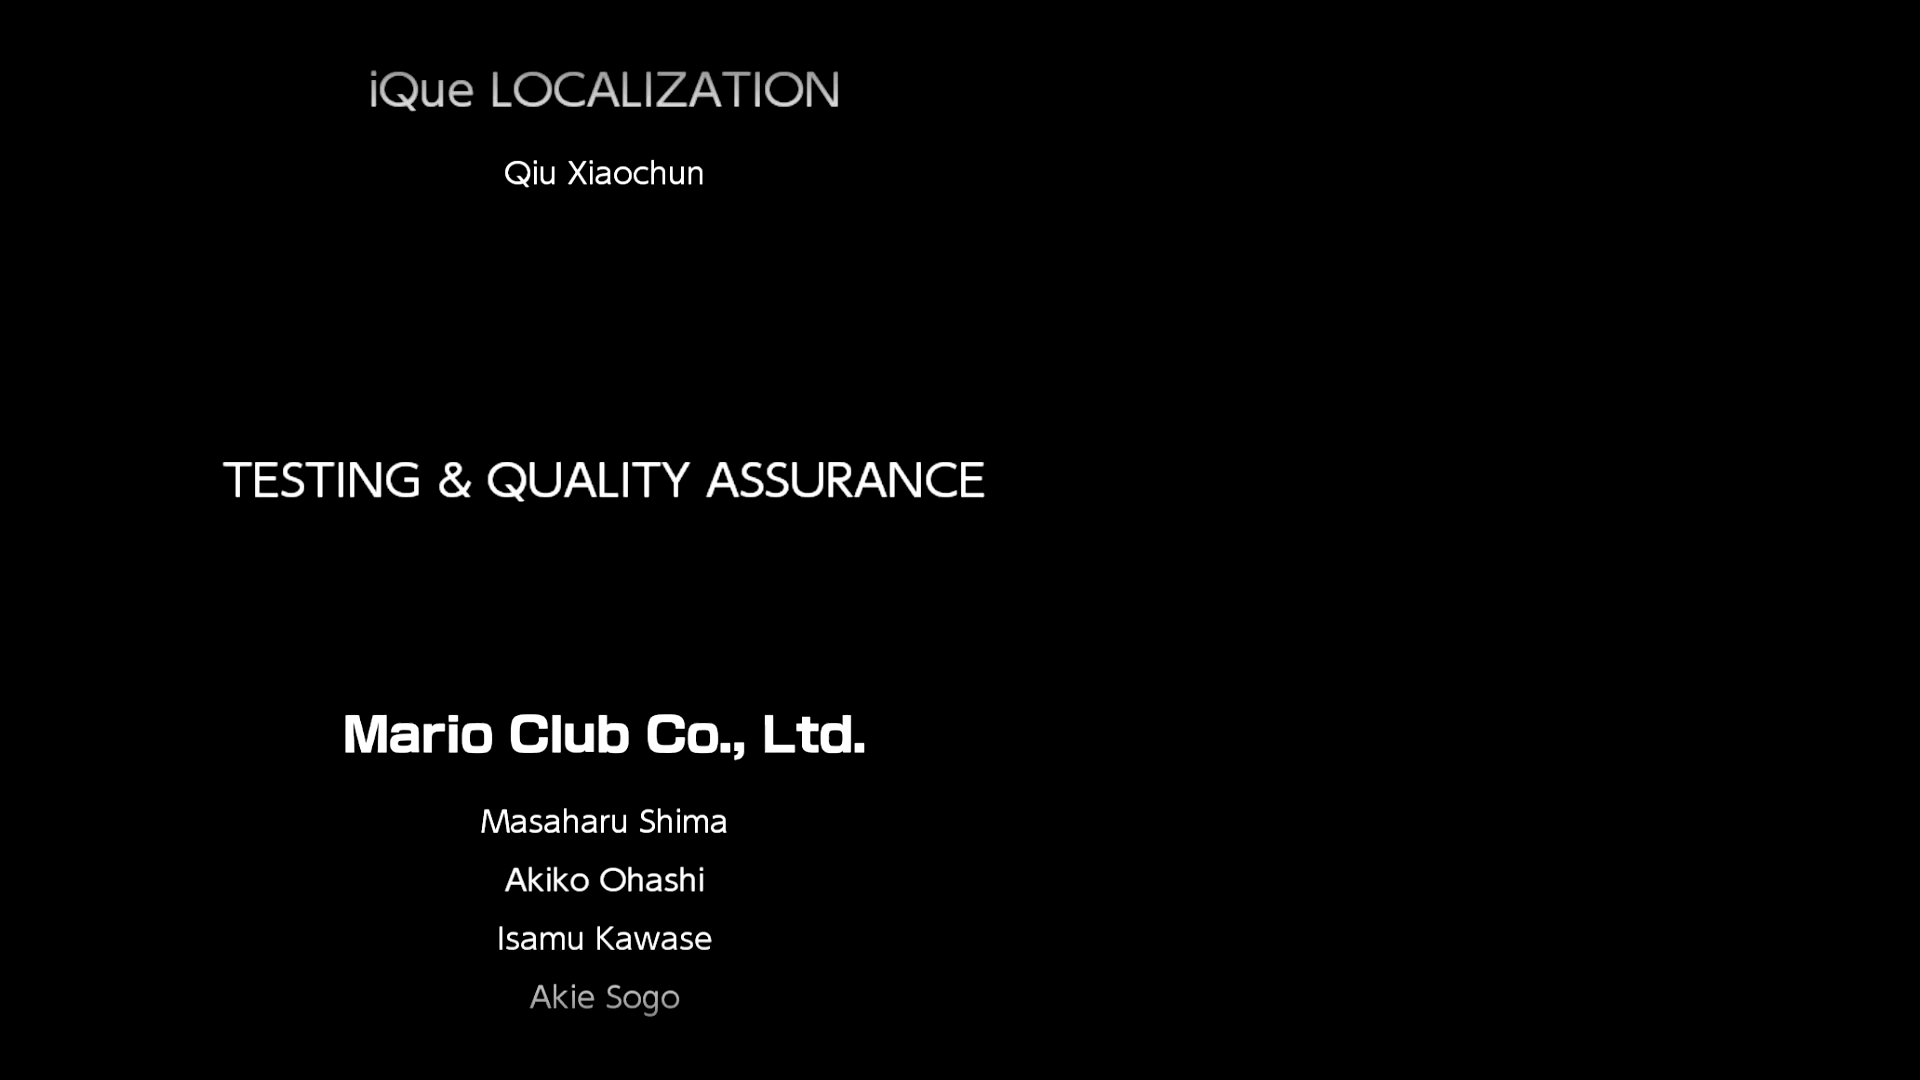 iQue LOCALIZATION
Qiu Xiaochun
TESTING & QUALITY ASSURANCE
Mario Club Co., Ltd.
Masaharu Shima
Akiko Ohashi
Isamu Kawase
Akie Sogo